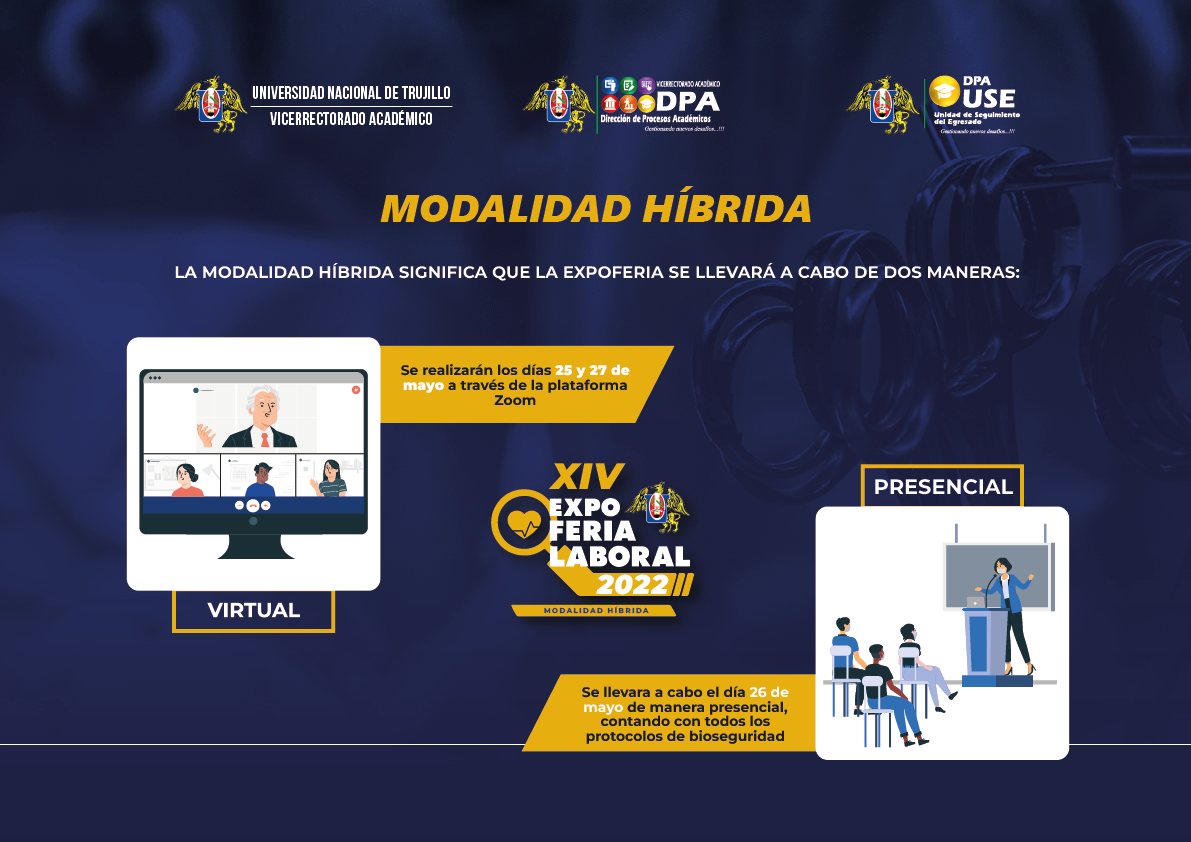 UNIVERSIDAD NACIONAL DE TRUJILLO
VICERRECTORADO ACADÉMICO
VICERRECTORADO ACADÉMICO
DPA
Dirección de Procesos Académicos
Gestionando nuevos desafíos...!!!
DPA
USE
Unidad de Seguimiento
del Egresado
Gestionando nuevos desafíos...!!!
MODALIDAD HÍBRIDA
LA MODALIDAD HÍBRIDA SIGNIFICA QUE LA EXPOFERIA SE LLEVARÁ A CABO DE DOS MANERAS:
Se realizarán los días 25 y 27 de
mayo a través de la plataforma
Zoom
VIRTUAL
XIV
EXPO
FERIA
LABORAL
2022
MODALIDAD HÍBRIDA
PRESENCIAL
Se llevara a cabo el día 26 de
mayo de manera presencial,
contando con todos los
protocolos de bioseguridad